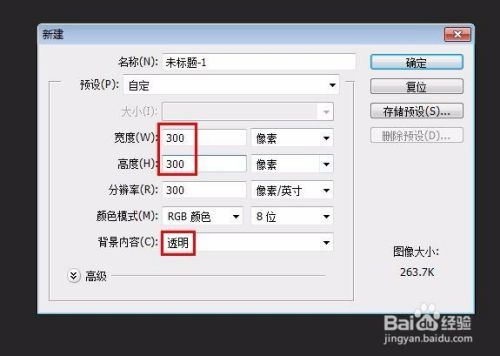 新建
名称(N): 未标题-1 确定
预设(P): 自定 复位
大小(I): 存储预设(S)...
宽度(W): 300 像素 删除预设(D)...
高度(H): 300 像素
分辨率(R): 300 像素/英寸
颜色模式(M): RGB 颜色 8 位
背景内容(C): 透明 图像大小:
高级 263.7K
Bai 经验
jingyan.baidu.com